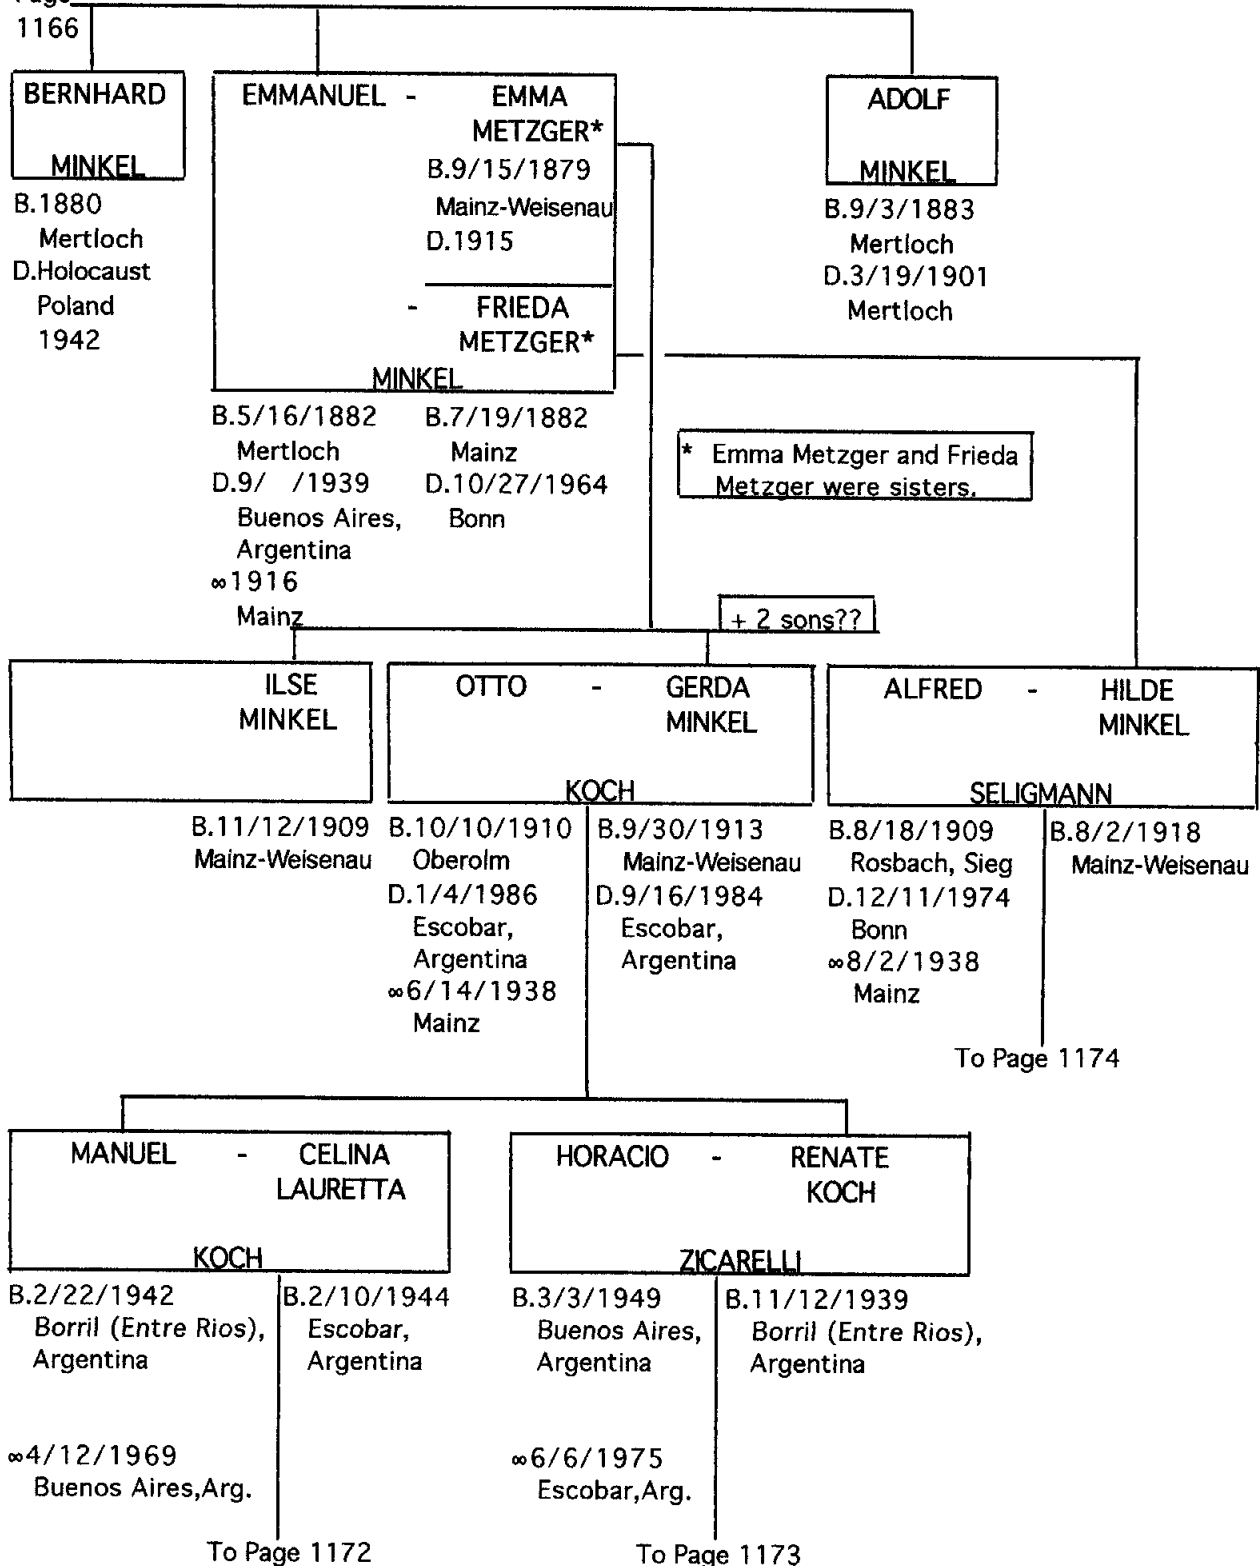 Page
1166
BERNHARD
MINKEL
B.1880
Mertloch
D.Holocaust
Poland
1942
EMMANUEL - EMMA
METZGER*
B.9/15/1879
Mainz-Weisenau
D.1915
- FRIEDA
METZGER*
MINKEL
B.5/16/1882
Mertloch
D.9/ /1939
Buenos Aires,
Argentina
∞1916
Mainz
B.7/19/1882
Mainz
D.10/27/1964
Bonn
ADOLF
MINKEL
B.9/3/1883
Mertloch
D.3/19/1901
Mertloch
* Emma Metzger and Frieda
Metzger were sisters.
+ 2 sons??
ILSE
MINKEL
B.11/12/1909
Mainz-Weisenau
OTTO - GERDA
MINKEL
KOCH
B.10/10/1910
Oberolm
D.1/4/1986
Escobar,
Argentina
∞6/14/1938
Mainz
B.9/30/1913
Mainz-Weisenau
D.9/16/1984
Escobar,
Argentina
ALFRED - HILDE
MINKEL
SELIGMANN
B.8/18/1909
Rosbach, Sieg
D.12/11/1974
Bonn
∞8/2/1938
Mainz
B.8/2/1918
Mainz-Weisenau
To Page 1174
MANUEL - CELINA
LAURETTA
KOCH
B.2/22/1942
Borril (Entre Rios),
Argentina
∞4/12/1969
Buenos Aires,Arg.
B.2/10/1944
Escobar,
Argentina
To Page 1172
HORACIO - RENATE
KOCH
ZICARELLI
B.3/3/1949
Buenos Aires,
Argentina
∞6/6/1975
Escobar,Arg.
B.11/12/1939
Borril (Entre Rios),
Argentina
To Page 1173